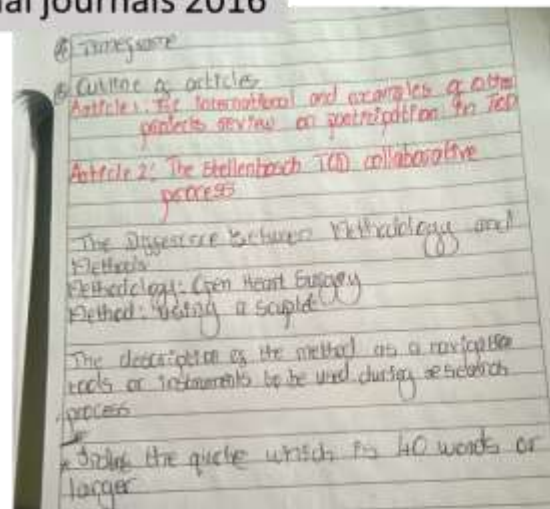 nal journals 2016
Timeframe
Outline of articles
Article 1: The International and examples of other
projects review on participation in TCD
Article 2: The Stellenbosch TCD collaborative
process
The Difference Between Methodology and
Methods
Methodology: Open Heart Surgery
Method: Using a
The description of the method as a navigation
tools or instruments to be used during research
process
the quote which is 40 words or
larger